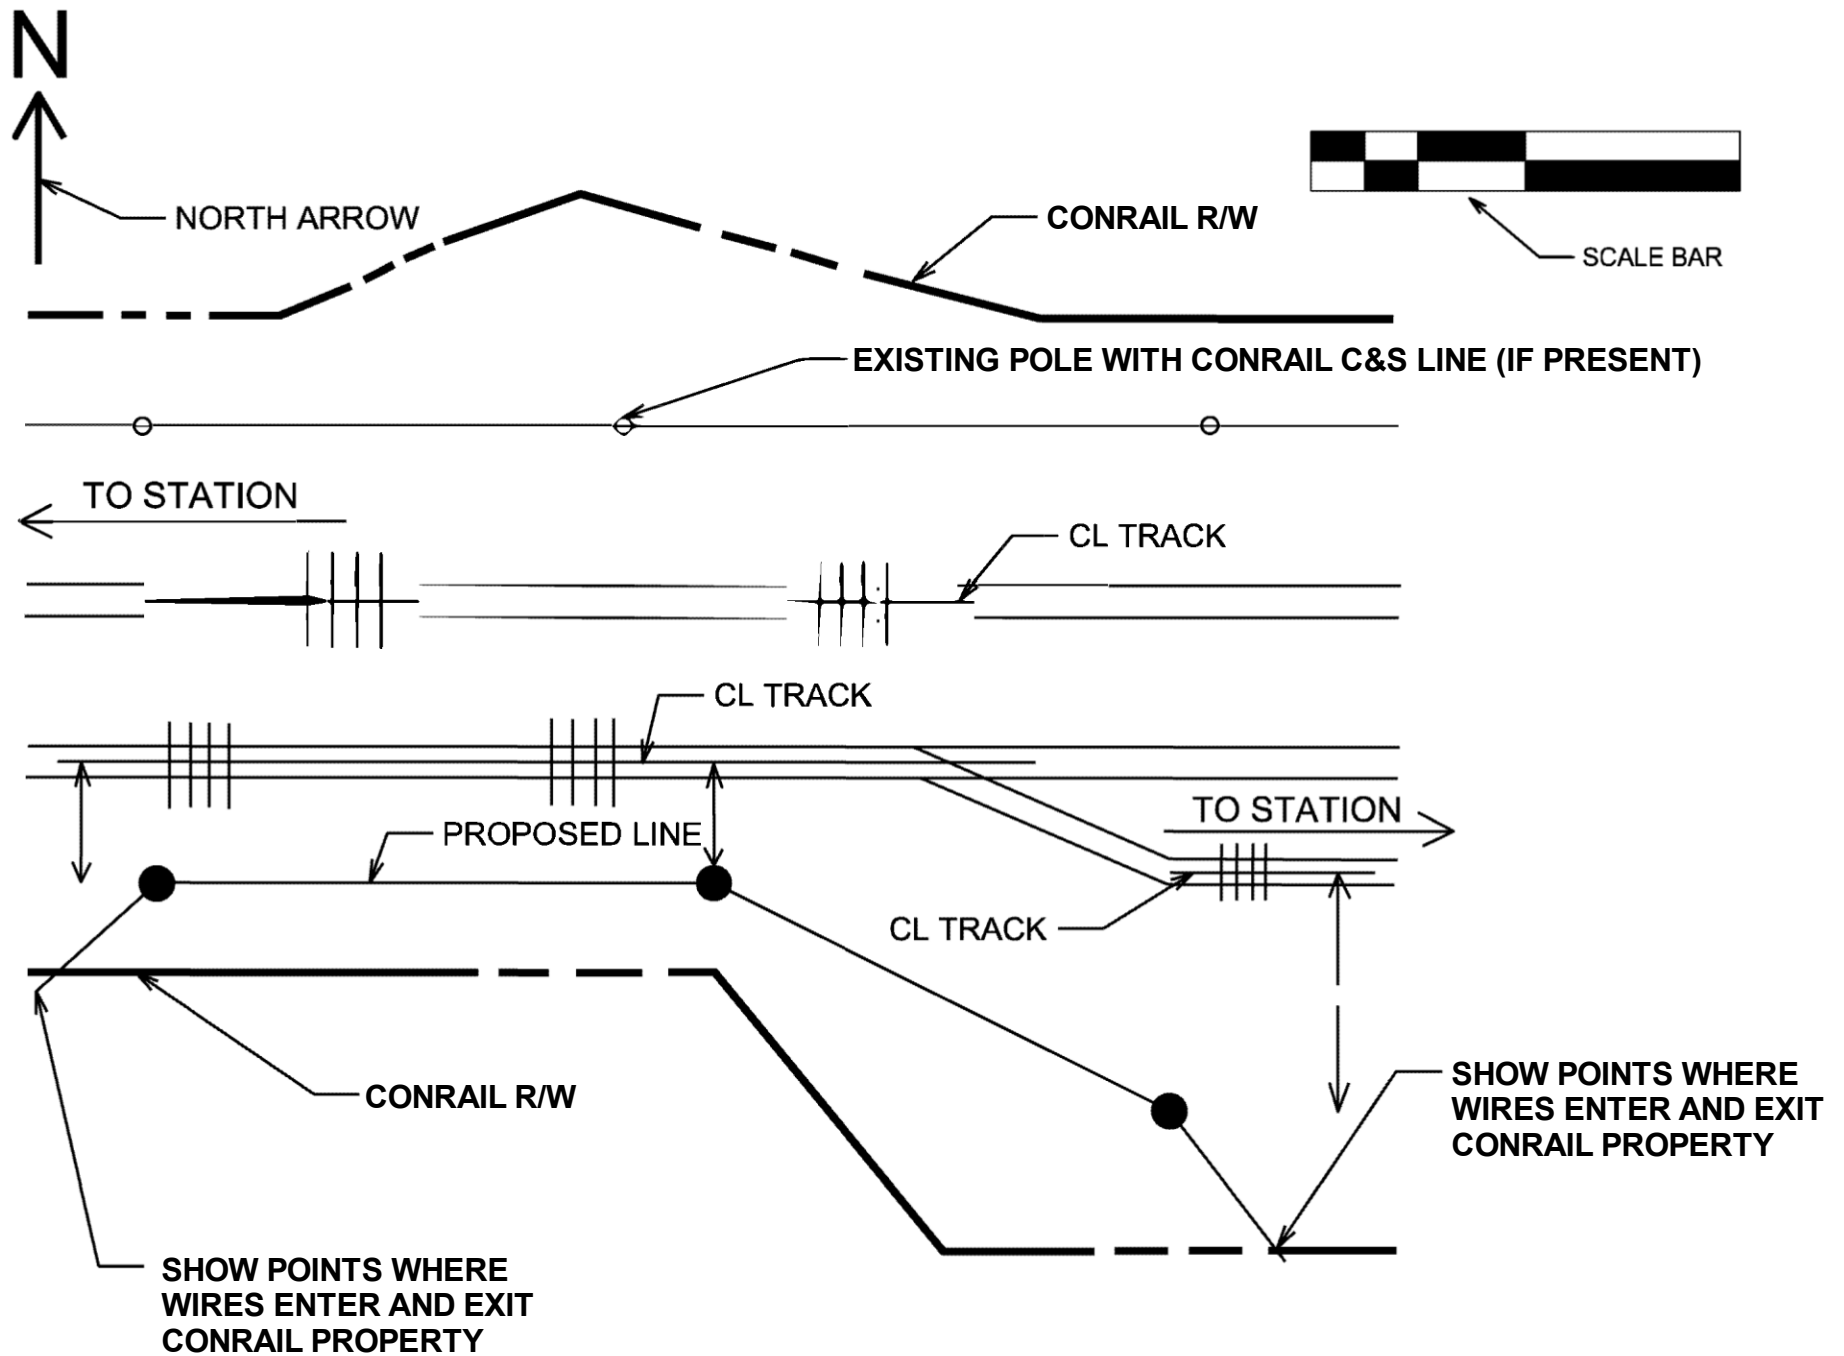 N
NORTH ARROW
CONRAIL R/W
SCALE BAR
EXISTING POLE WITH CONRAIL C&S LINE (IF PRESENT)
TO STATION
CL TRACK
CL TRACK
TO STATION
PROPOSED LINE
CL TRACK
CONRAIL R/W
SHOW POINTS WHERE
WIRES ENTER AND EXIT
CONRAIL PROPERTY
SHOW POINTS WHERE
WIRES ENTER AND EXIT
CONRAIL PROPERTY